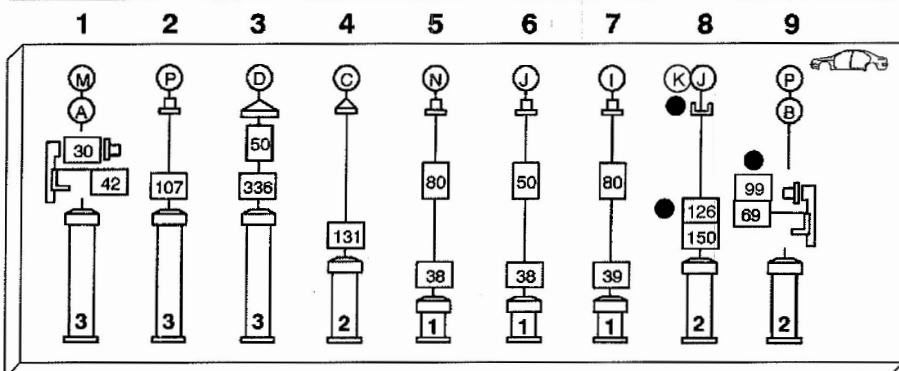 1 2 3 4 5 6 7 8 9
M P D C N J I K J P
A B
30 50 80 50 80 99
42 107 336 126 69
131 150
38 38 39
3 3 3 2 1 1 1 2 2